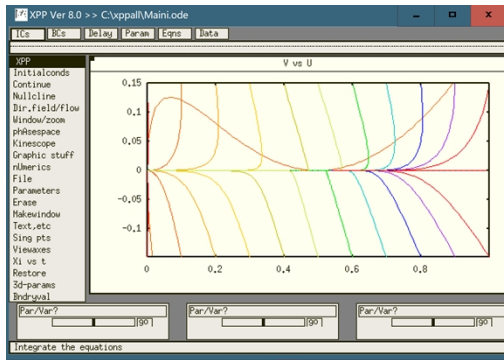 XPP Ver 8.0 >> C:\xppall\Maini.ode
ICs BCs Delay Param Eqns Data
XPP
Initialconds
Continue
Nullcline
Dir.field/flow
Window/zoom
phAsespace
Kinescope
Graphic stuff
nUmerics
File
Parameters
Erase
Makewindow
Text,etc
Sing pts
Viewaxes
Xi vs t
Restore
3d-params
Bndryval
V vs U
0.15
0.1
0.05
0
-0.05
-0.1
0 0.2 0.4 0.6 0.8
Par/Var? Par/Var? Par/Var?
go go go
Integrate the equations